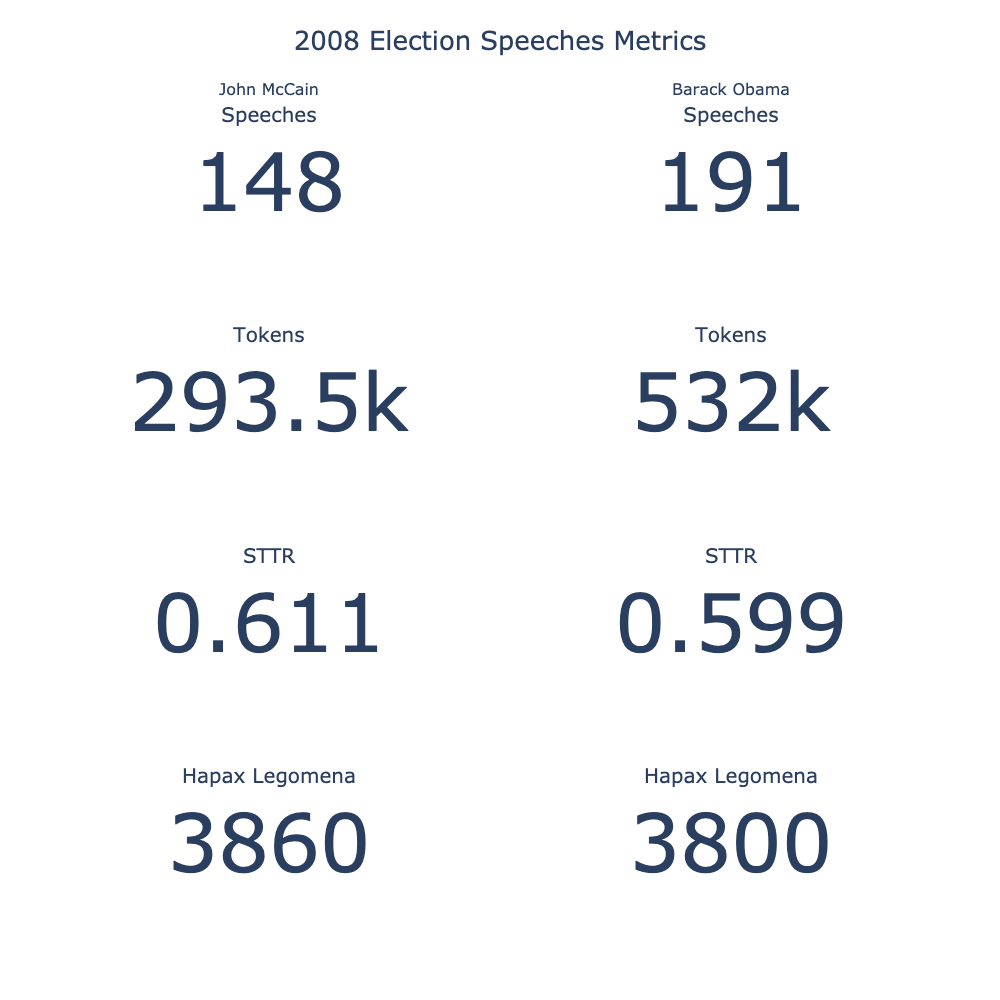 2008 Election Speeches Metrics
John McCain
Speeches
148
Barack Obama
Speeches
191
Tokens
293.5k
Tokens
532k
STTR
0.611
STTR
0.599
Hapax Legomena
3860
Hapax Legomena
3800